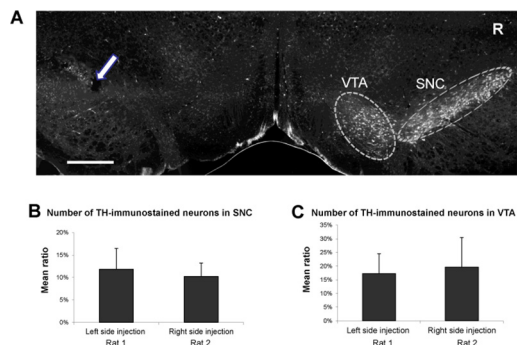 A
R
VTA
SNC
B Number of TH-immunostained neurons in SNC
Mean ratio
20%
15%
10%
5%
0%
Left side injection
Right side injection
Rat 1
Rat 2
C Number of TH-immunostained neurons in VTA
Mean ratio
35%
30%
25%
20%
15%
10%
5%
0%
Left side injection
Right side injection
Rat 1
Rat 2